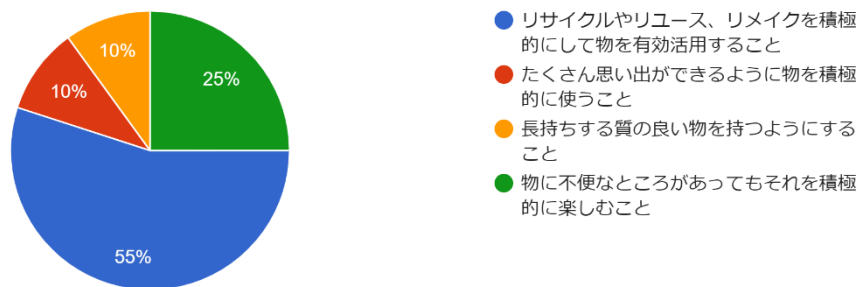 10%
25%
10%
55%
リサイクルやリユース、リメイクを積極
的にして物を有効活用すること
たくさん思い出ができるように物を積極
的に使うこと
長持ちする質の良い物を持つようにする
こと
物に不便なところがあってもそれを積極
的に楽しむこと